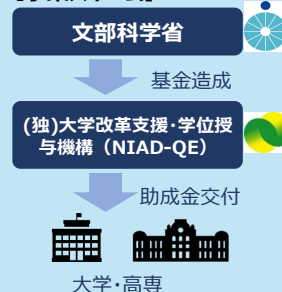 文部科学省
基金造成
(独)大学改革支援・学位授
与機構（NIAD-QE）
助成金交付
大学・高専